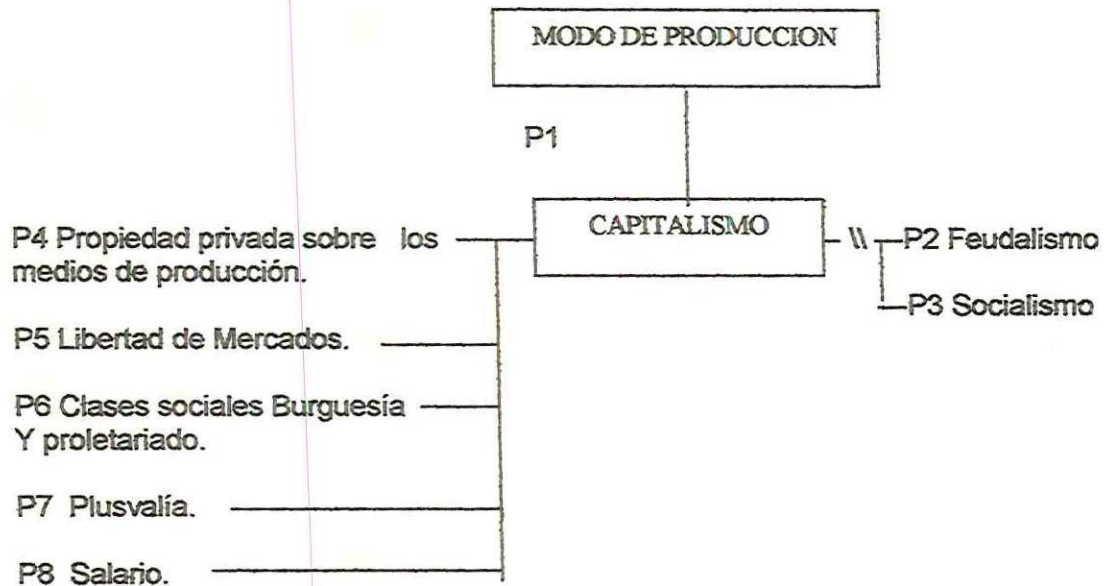 MODO DE PRODUCCION
P1
CAPITALISMO
P4 Propiedad privada sobre los
medios de producción.
\\ P2 Feudalismo
P3 Socialismo
P5 Libertad de Mercados.
P6 Clases sociales Burguesía
Y proletariado.
P7 Plusvalía.
P8 Salario.